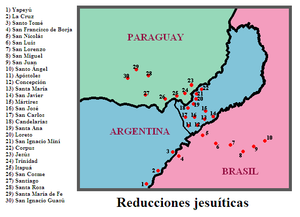 1) Yapeyú
2) La Cruz
3) Santo Tomé
4) San Francisco de Borja
5) San Nicolás
6) San Luis
7) San Lorenzo
8) San Miguel
9) San Juan
10) Santo Angel
11) Apóstoles
12) Concepción
13) Santa María
14) San Javier
15) Mártires
16) San José
17) San Carlos
18) Candelaria
19) Santa Ana
20) Loreto
21) San Ignacio Miní
22) Corpus
23) Jesús
24) Trinidad
25) Itapuá
26) San Cosme
27) Santiago
28) Santa Rosa
29) Santa María de Fe
30) San Ignacio Guazú
PARAGUAY
ARGENTINA
BRASIL
Reducciones jesuíticas